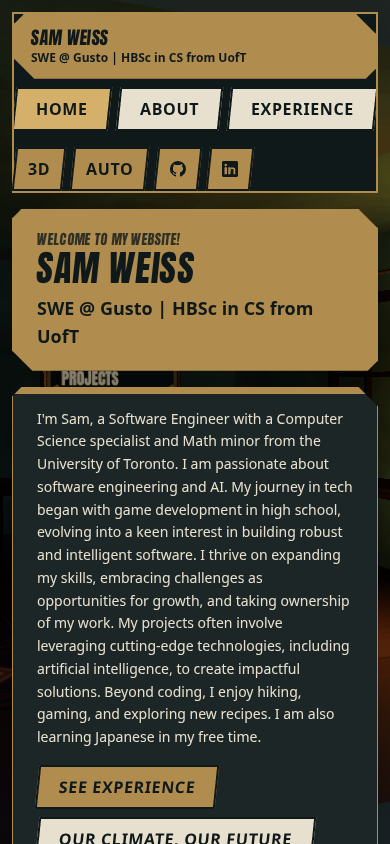 SAM WEISS
SWE @ Gusto | HBSc in CS from UofT
HOME ABOUT EXPERIENCE
3D AUTO
WELCOME TO MY WEBSITE!
SAM WEISS
SWE @ Gusto | HBSc in CS from
UofT
PROJECTS
I'm Sam, a Software Engineer with a Computer
Science specialist and Math minor from the
University of Toronto. I am passionate about
software engineering and AI. My journey in tech
began with game development in high school,
evolving into a keen interest in building robust
and intelligent software. I thrive on expanding
my skills, embracing challenges as
opportunities for growth, and taking ownership
of my work. My projects often involve
leveraging cutting-edge technologies, including
artificial intelligence, to create impactful
solutions. Beyond coding, I enjoy hiking,
gaming, and exploring new recipes. I am also
learning Japanese in my free time.
SEE EXPERIENCE
OUR CLIMATE, OUR FUTURE